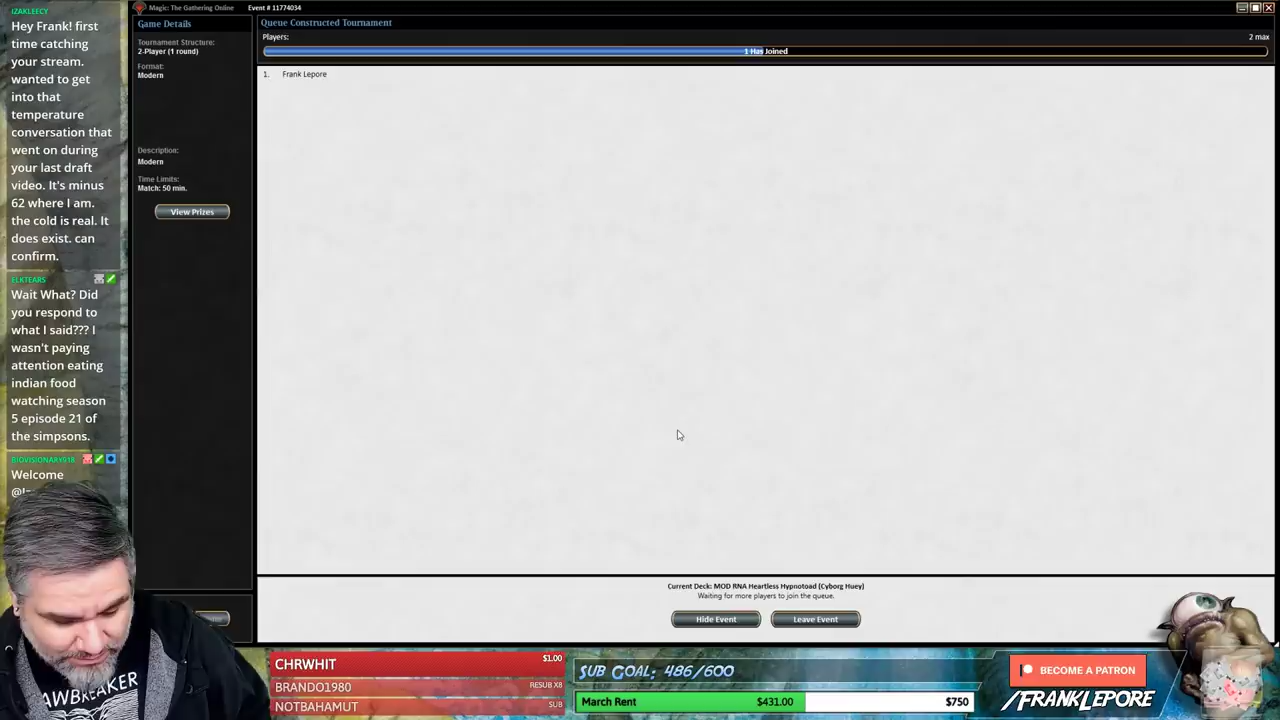 IZAKLEECY
Hey Frank! first
time catching
your stream.
wanted to get
into that
temperature
conversation that
went on during
your last draft
video. It's minus
62 where I am.
the cold is real. It
does exist. can
confirm.
ELKTEARS
Wait What? Did
you respond to
what I said??? I
wasn't paying
attention eating
indian food
watching season
5 episode 21 of
the simpsons.
BIGVISIONARY918
Welcome
Magic: The Gathering Online Event # 11774034
Game Details
Tournament Structure:
2-Player (1 round)
Format:
Modern
Description:
Modern
Time Limits:
Match: 50 min.
View Prizes
Queue Constructed Tournament
Players: 2 max
1 Has Joined
1. Frank Lepore
Current Deck: MOD RNA Heartless Hypnotoad (Cyborg Huey)
Waiting for more players to join the queue.
Hide Event Leave Event
AWBREAKER
CHRWHIT $1.00
BRANDO1980 RESUB X8
NOTBAHAMUT SUB
SUB GOAL: 486/600
March Rent $431.00 $750
BECOME A PATRON
/FRANKLEPORE